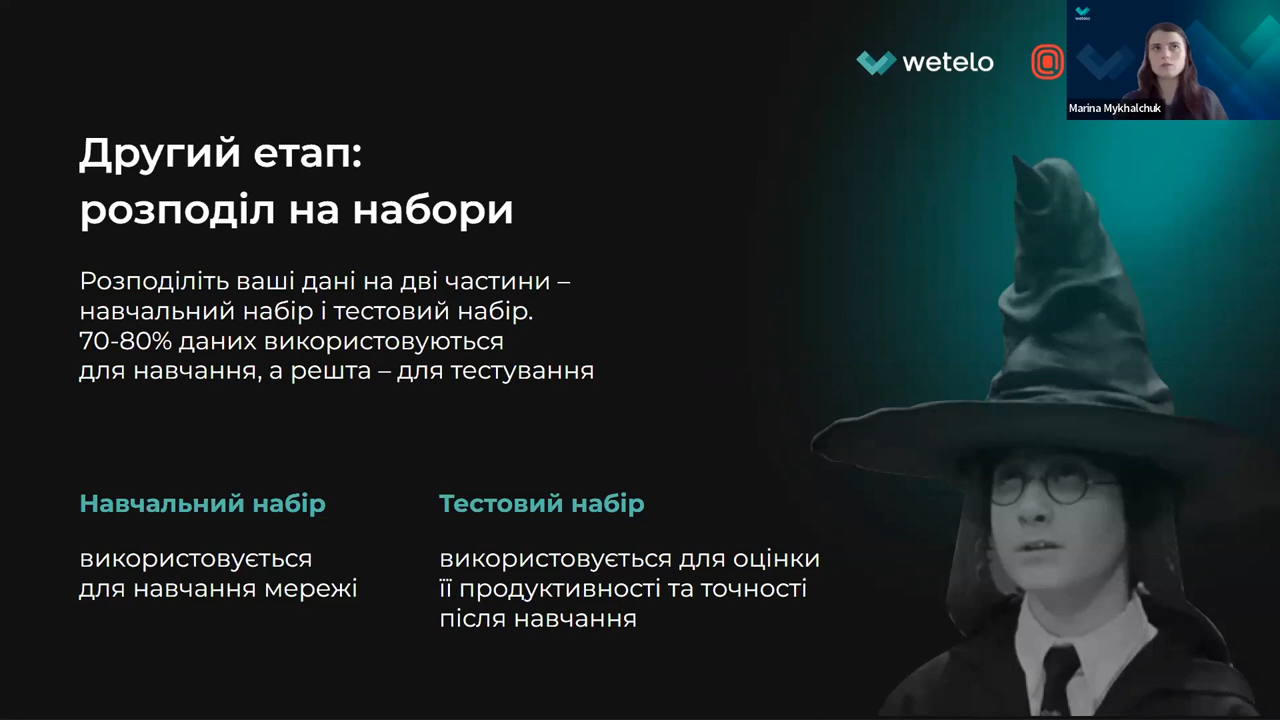 wetelo
wetelo
Marina Mykhalchuk
Другий етап:
розподіл на набори
Розподіліть ваші дані на дві частини –
навчальний набір і тестовий набір.
70-80% даних використовуються
для навчання, а решта – для тестування
Навчальний набір
використовується
для навчання мережі
Тестовий набір
використовується для оцінки
її продуктивності та точності
після навчання